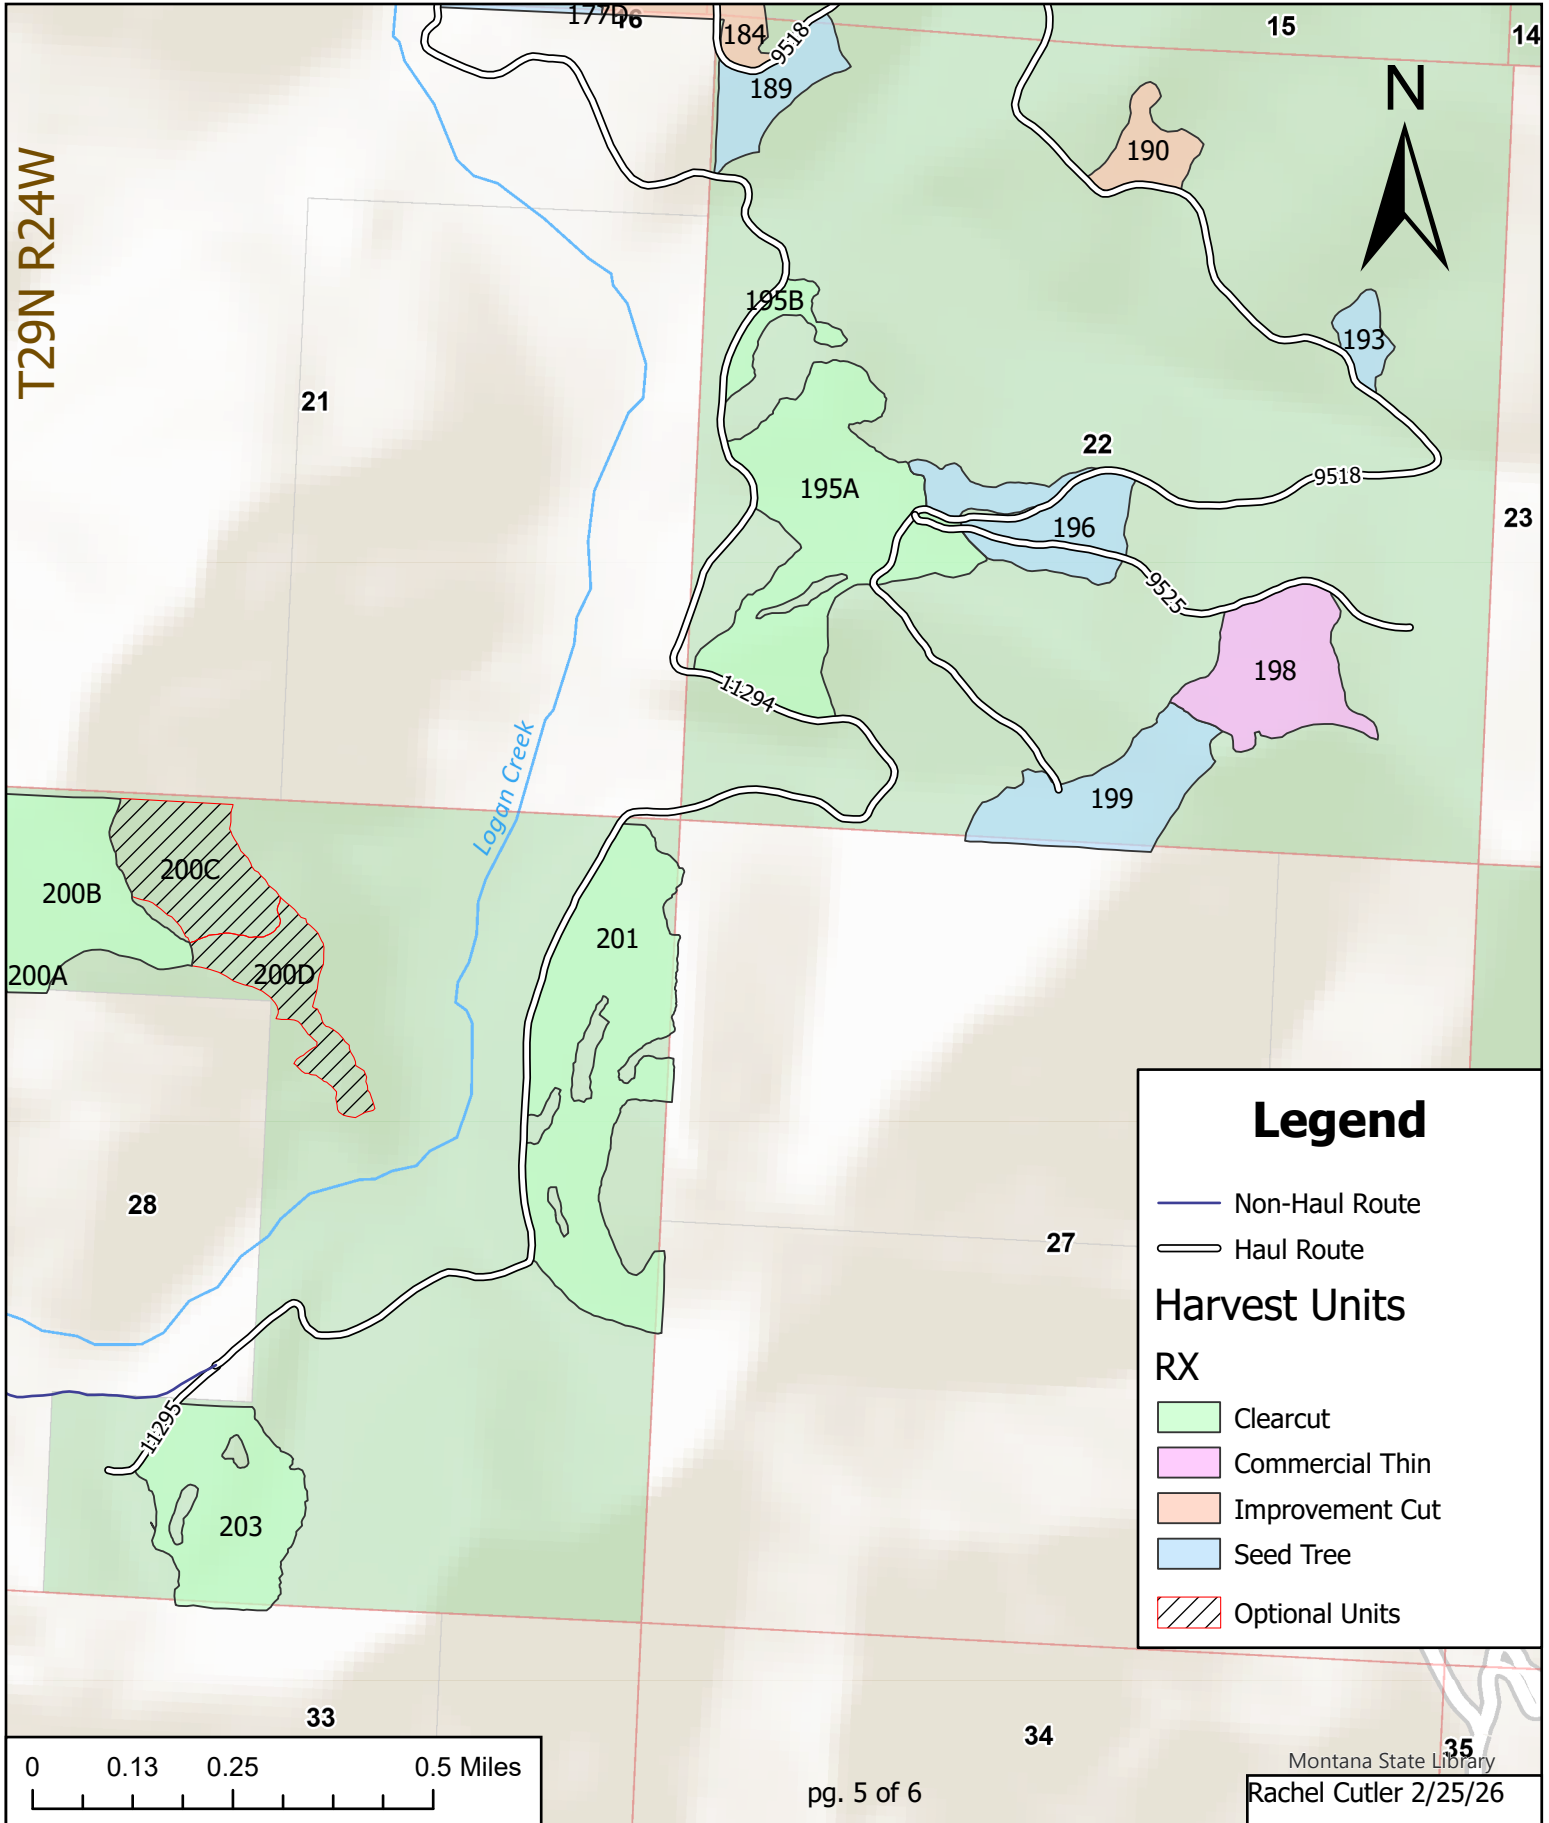 177D
16
184
9518
15
14
189
N
190
T29N R24W
195B
193
21
22
9518
195A
196
23
9525
198
11294
Logan Creek
199
200C
200B
201
200A
200D
Legend
Non-Haul Route
Haul Route
28
27
Harvest Units
RX
Clearcut
11295
Commercial Thin
Improvement Cut
203
Seed Tree
Optional Units
33
34
35
0 0.13 0.25 0.5 Miles
Montana State Library
pg. 5 of 6
Rachel Cutler 2/25/26